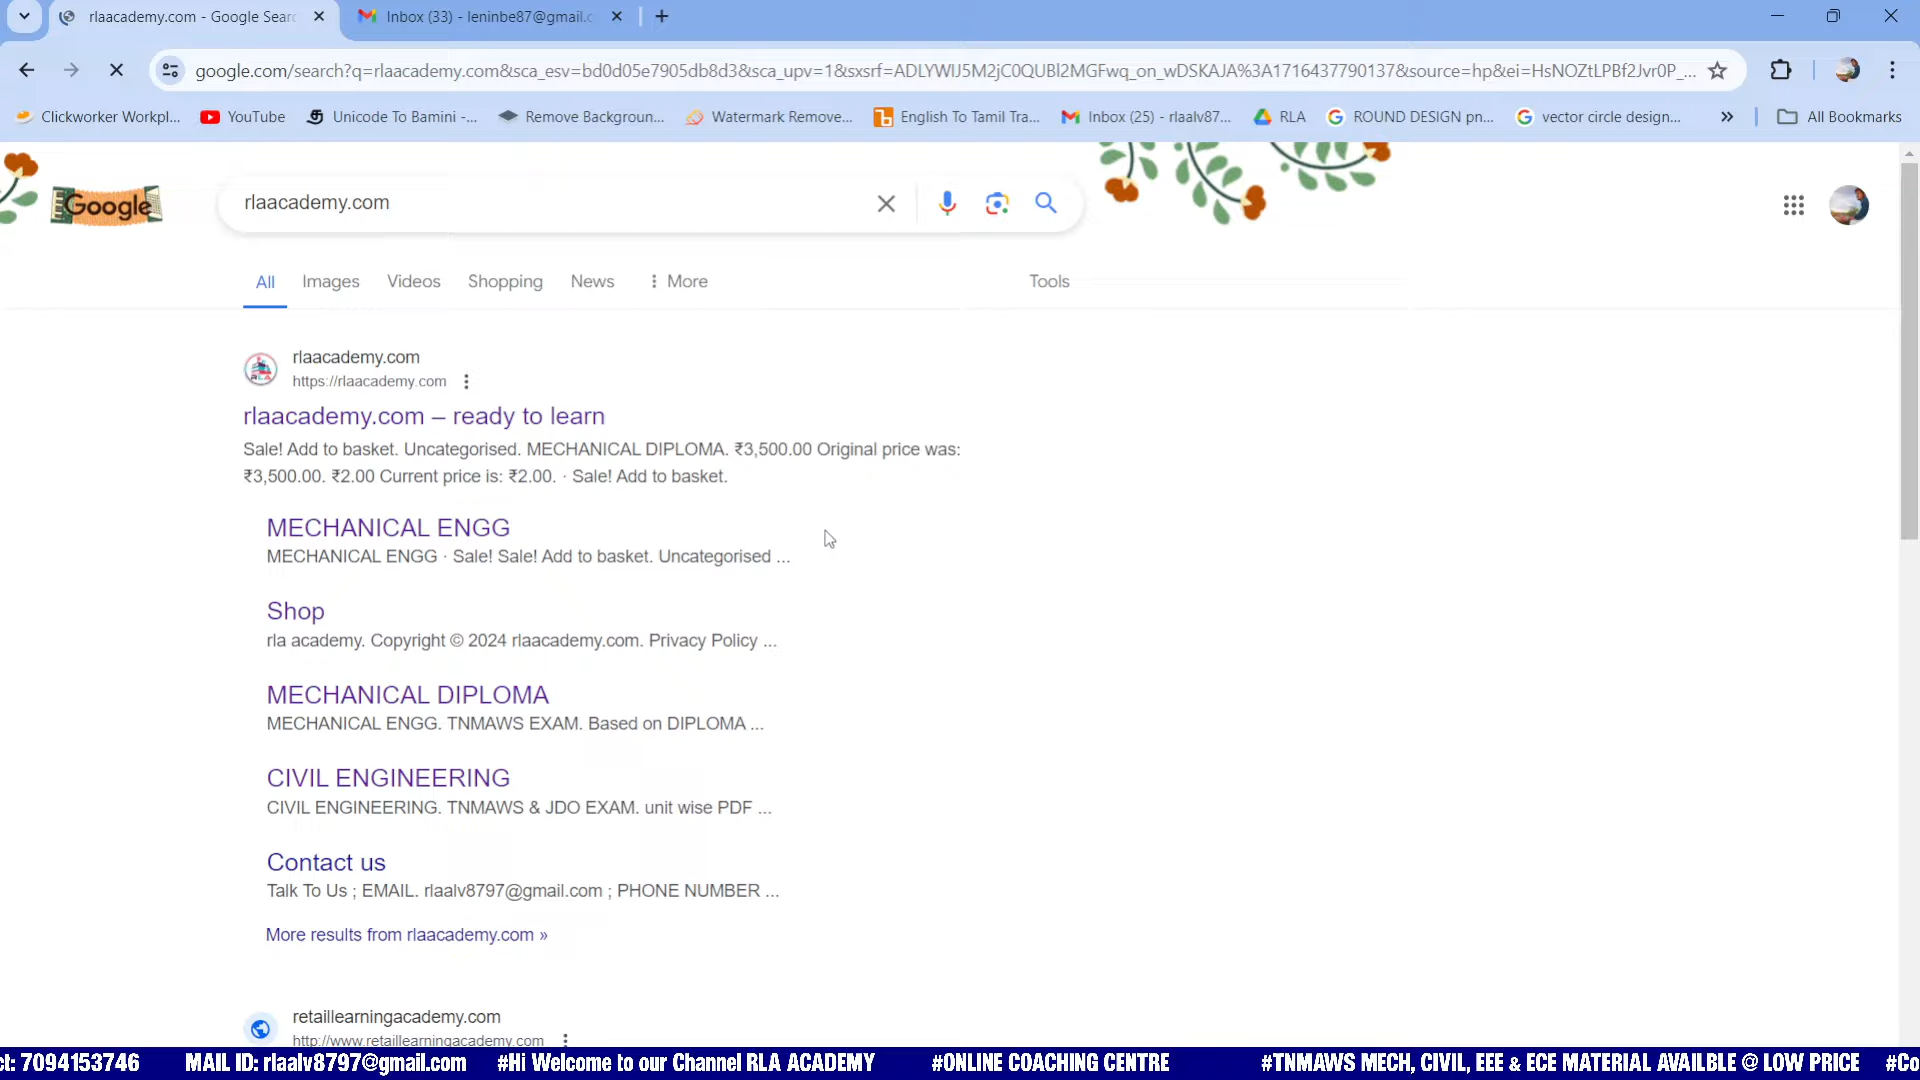 rlaacademy.com - Google Sear
Inbox (33) - leninbe87@gmail.c
google.com/search?q=rlaacademy.com&sca_esv=bd0d05e7905db8d3&sca_upv=1&sxsrf=ADLYWIJ5M2jC0QUBl2MGFwq_on_wDSKAJA%3A1716437790137&source=hp&ei=HsNOZtLPBf2Jvr0P_...
Clickworker Workpl...
YouTube
Unicode To Bamini -...
Remove Backgroun...
Watermark Remove...
English To Tamil Tra...
Inbox (25) - rlaalv87...
RLA
ROUND DESIGN pn...
vector circle design...
All Bookmarks
Google
rlaacademy.com
All
Images
Videos
Shopping
News
More
Tools
rlaacademy.com
https://rlaacademy.com
rlaacademy.com – ready to learn
Sale! Add to basket. Uncategorised. MECHANICAL DIPLOMA. ₹3,500.00 Original price was:
₹3,500.00. ₹2.00 Current price is: ₹2.00. · Sale! Add to basket.
MECHANICAL ENGG
MECHANICAL ENGG · Sale! Sale! Add to basket. Uncategorised ...
Shop
rla academy. Copyright © 2024 rlaacademy.com. Privacy Policy ...
MECHANICAL DIPLOMA
MECHANICAL ENGG. TNMAWS EXAM. Based on DIPLOMA ...
CIVIL ENGINEERING
CIVIL ENGINEERING. TNMAWS & JDO EXAM. unit wise PDF ...
Contact us
Talk To Us ; EMAIL. rlaalv8797@gmail.com ; PHONE NUMBER ...
More results from rlaacademy.com »
retaillearningacademy.com
http://www.retaillearningacademy.com
ct: 7094153746 MAIL ID: rlaalv8797@gmail.com #Hi Welcome to our Channel RLA ACADEMY #ONLINE COACHING CENTRE #TNMAWS MECH, CIVIL, EEE & ECE MATERIAL AVAILBLE @ LOW PRICE #Co